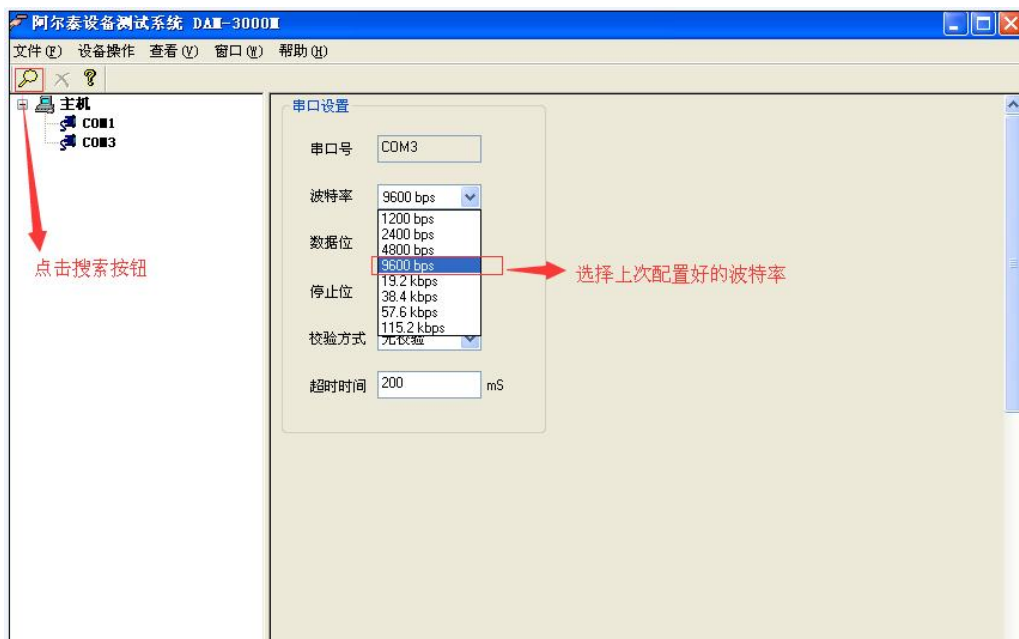 阿尔泰设备测试系统 DAM-3000M
文件(F) 设备操作 查看(V) 窗口(W) 帮助(H)
主机
COM1
COM3
串口设置
串口号 COM3
波特率 9600 bps
1200 bps
数据位 2400 bps
4800 bps
9600 bps
19.2 kbps
停止位 38.4 kbps
57.6 kbps
115.2 kbps
校验方式 无校验
超时时间 200 mS
点击搜索按钮
选择上次配置好的波特率